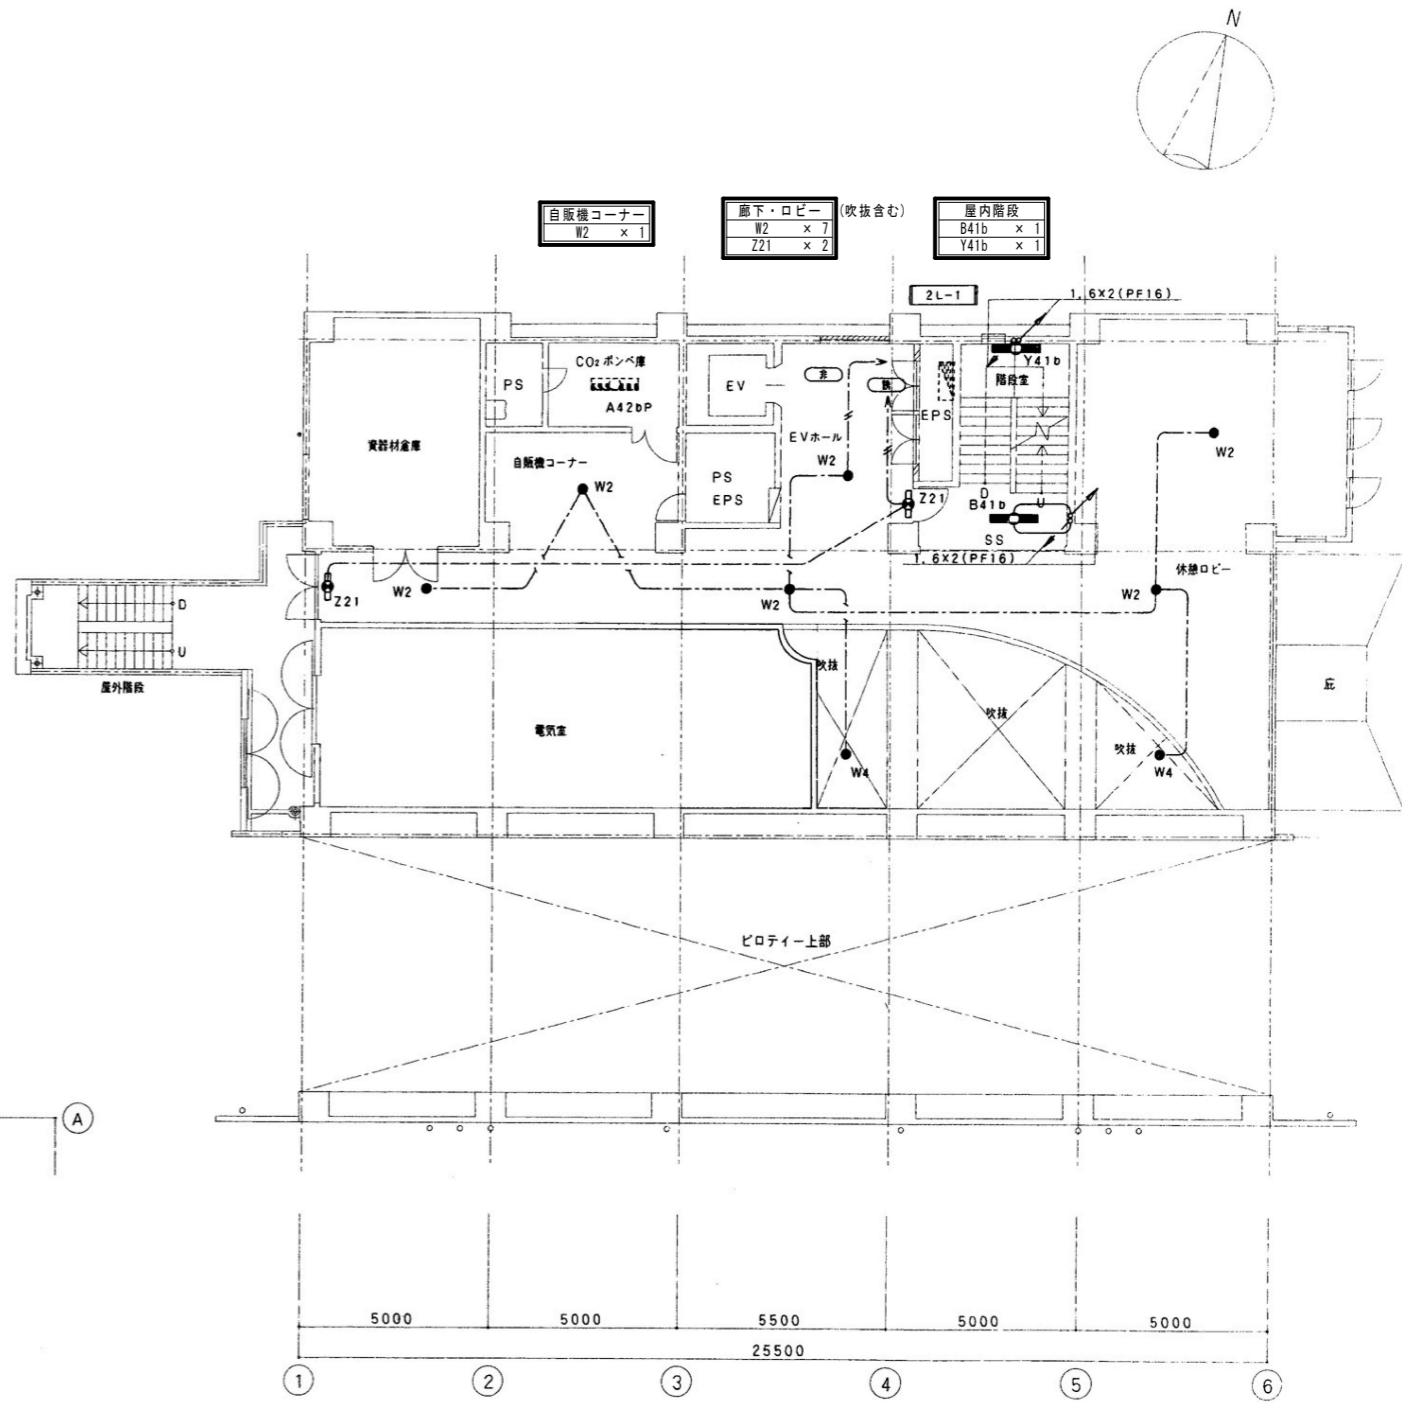 N
自販機コーナー
W2 × 1
廊下・ロビー (吹抜含む)
W2 × 7
Z21 × 2
屋内階段
B41b × 1
Y41b × 1
2L-1
1.6X2(PF16)
CO₂ボンベ庫
A42bP
PS
EV
非
Y41b
階段室
EPS
資器材倉庫
EVホール
W2
自販機コーナー
W2
PS
EPS
W2
Z21
D
U
B41b
SS
1.6X2(PF16)
休憩ロビー
Z21
W2
W2
W2
D
U
屋外階段
吹抜
吹抜
吹抜
電気室
W4
W4
庇
ピロティー上部
A
5000
5000
5500
5000
5000
25500
1
2
3
4
5
6